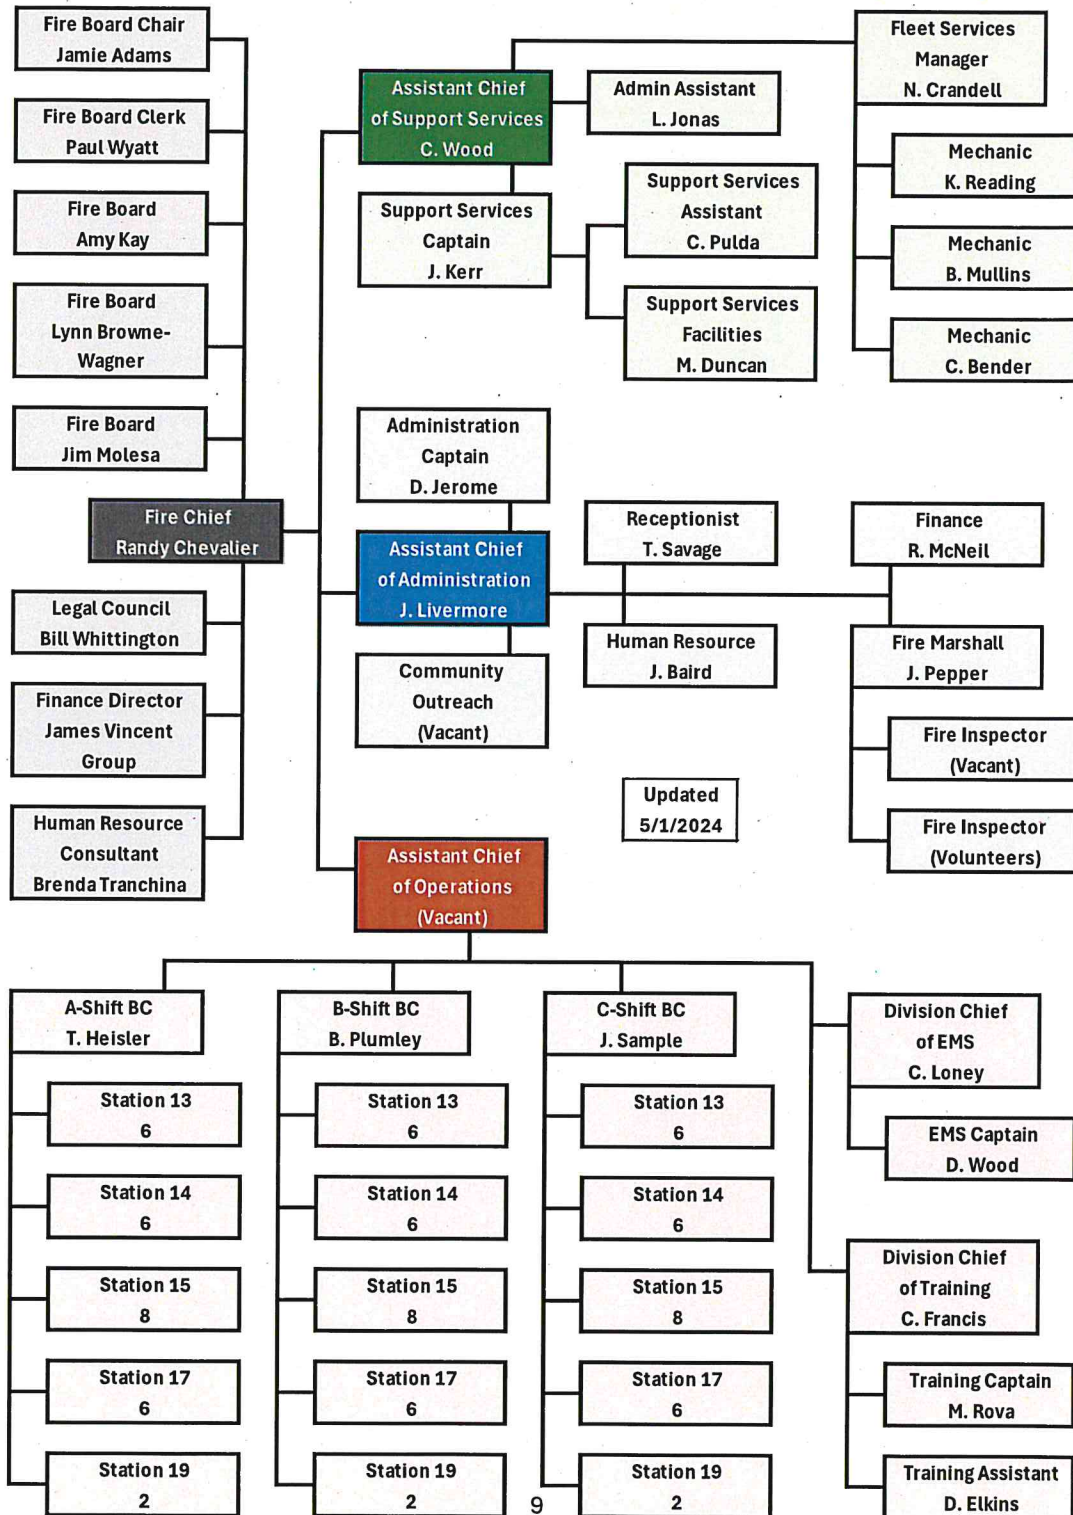 Fire Board Chair
Jamie Adams
Fire Board Clerk
Paul Wyatt
Fire Board
Amy Kay
Fire Board
Lynn Browne-
Wagner
Fire Board
Jim Molesa
Fire Chief
Randy Chevalier
Legal Council
Bill Whittington
Finance Director
James Vincent
Group
Human Resource
Consultant
Brenda Tranchina
Assistant Chief
of Support Services
C. Wood
Admin Assistant
L. Jonas
Support Services
Captain
J. Kerr
Support Services
Assistant
C. Pulda
Support Services
Facilities
M. Duncan
Fleet Services
Manager
N. Crandell
Mechanic
K. Reading
Mechanic
B. Mullins
Mechanic
C. Bender
Administration
Captain
D. Jerome
Assistant Chief
of Administration
J. Livermore
Community
Outreach
(Vacant)
Receptionist
T. Savage
Human Resource
J. Baird
Finance
R. McNeil
Fire Marshall
J. Pepper
Fire Inspector
(Vacant)
Fire Inspector
(Volunteers)
Updated
5/1/2024
Assistant Chief
of Operations
(Vacant)
A-Shift BC
T. Heisler
Station 13
6
Station 14
6
Station 15
8
Station 17
6
Station 19
2
B-Shift BC
B. Plumley
Station 13
6
Station 14
6
Station 15
8
Station 17
6
Station 19
2
C-Shift BC
J. Sample
Station 13
6
Station 14
6
Station 15
8
Station 17
6
Station 19
2
Division Chief
of EMS
C. Loney
EMS Captain
D. Wood
Division Chief
of Training
C. Francis
Training Captain
M. Rova
Training Assistant
D. Elkins
9